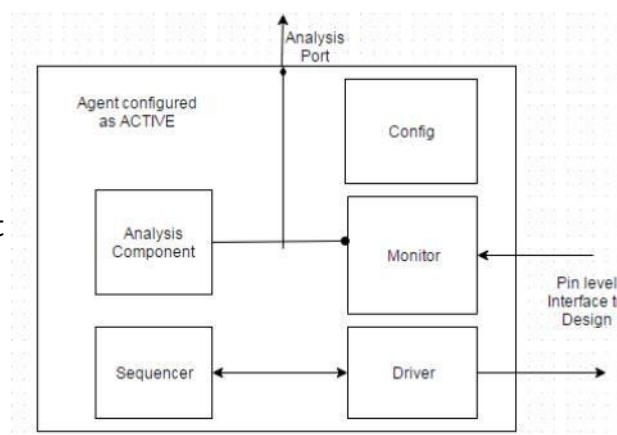 Analysis
Port
Agent configured
as ACTIVE
Config
Analysis
Component
Monitor
Pin level
Interface t
Design
Sequencer
Driver